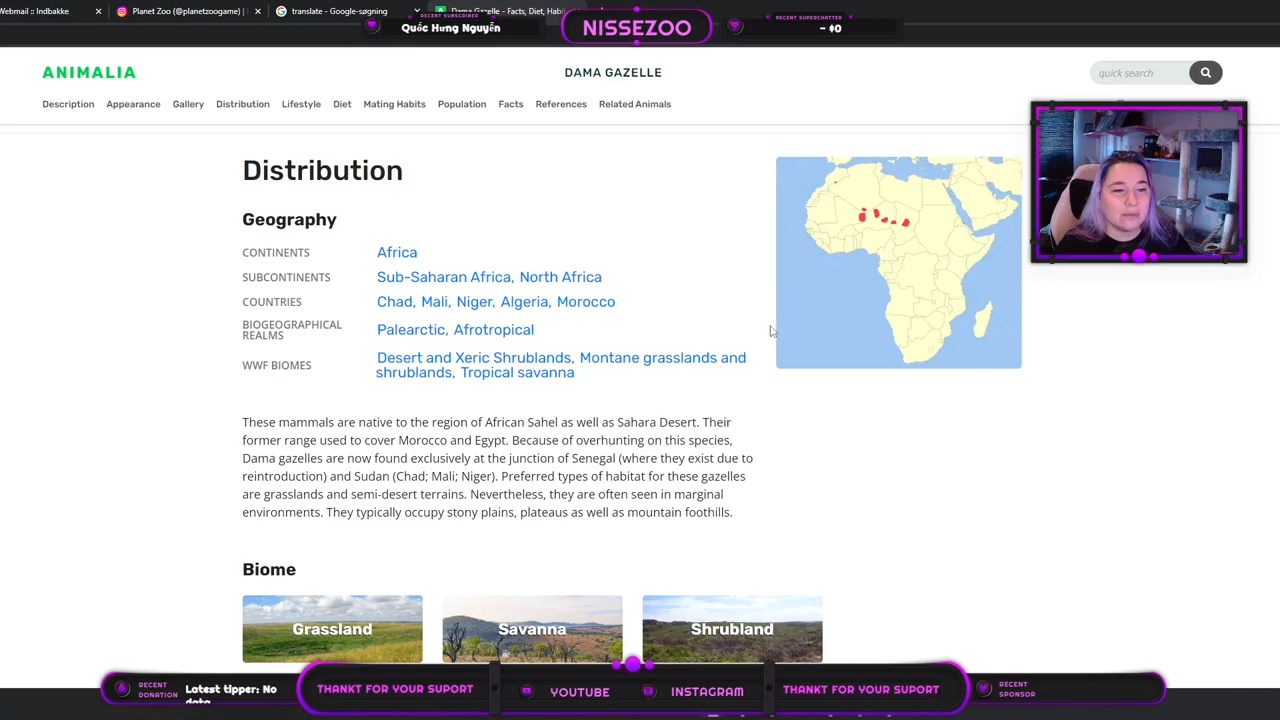 Webmail :: Indbakke
Planet Zoo (@planetzoogame) |
translate - Google-søgning
Dama Gazelle - Facts, Diet, Hab
RECENT SUBSCRIBER
Quốc Hưng Nguyễn
NISSEZOO
RECENT SUPERCHATTER
- $0
ANIMALIA
DAMA GAZELLE
quick search
Description Appearance Gallery Distribution Lifestyle Diet Mating Habits Population Facts References Related Animals
Distribution
Geography
CONTINENTS Africa
SUBCONTINENTS Sub-Saharan Africa, North Africa
COUNTRIES Chad, Mali, Niger, Algeria, Morocco
BIOGEOGRAPHICAL
REALMS
Palearctic, Afrotropical
WWF BIOMES
Desert and Xeric Shrublands, Montane grasslands and
shrublands, Tropical savanna
These mammals are native to the region of African Sahel as well as Sahara Desert. Their
former range used to cover Morocco and Egypt. Because of overhunting on this species,
Dama gazelles are now found exclusively at the junction of Senegal (where they exist due to
reintroduction) and Sudan (Chad; Mali; Niger). Preferred types of habitat for these gazelles
are grasslands and semi-desert terrains. Nevertheless, they are often seen in marginal
environments. They typically occupy stony plains, plateaus as well as mountain foothills.
Biome
Grassland Savanna Shrubland
RECENT
DONATION
Latest tipper: No
data
THANKT FOR YOUR SUPORT
YOUTUBE
INSTAGRAM
THANKT FOR YOUR SUPORT
RECENT
SPONSOR